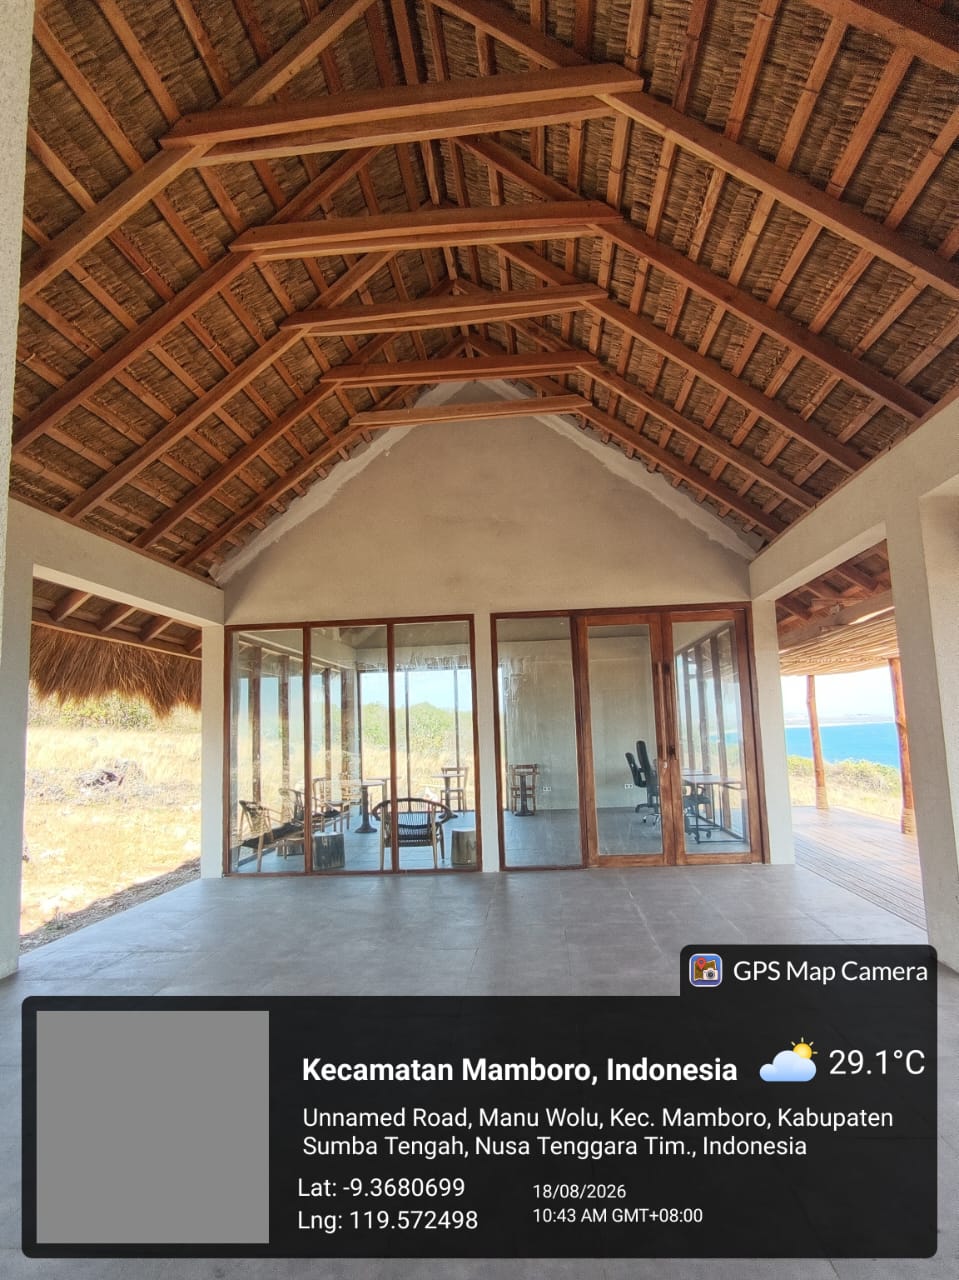 GPS Map Camera
Kecamatan Mamboro, Indonesia
29.1°C
Unnamed Road, Manu Wolu, Kec. Mamboro, Kabupaten
Sumba Tengah, Nusa Tenggara Tim., Indonesia
Lat: -9.3680699
Lng: 119.572498
18/08/2026
10:43 AM GMT+08:00